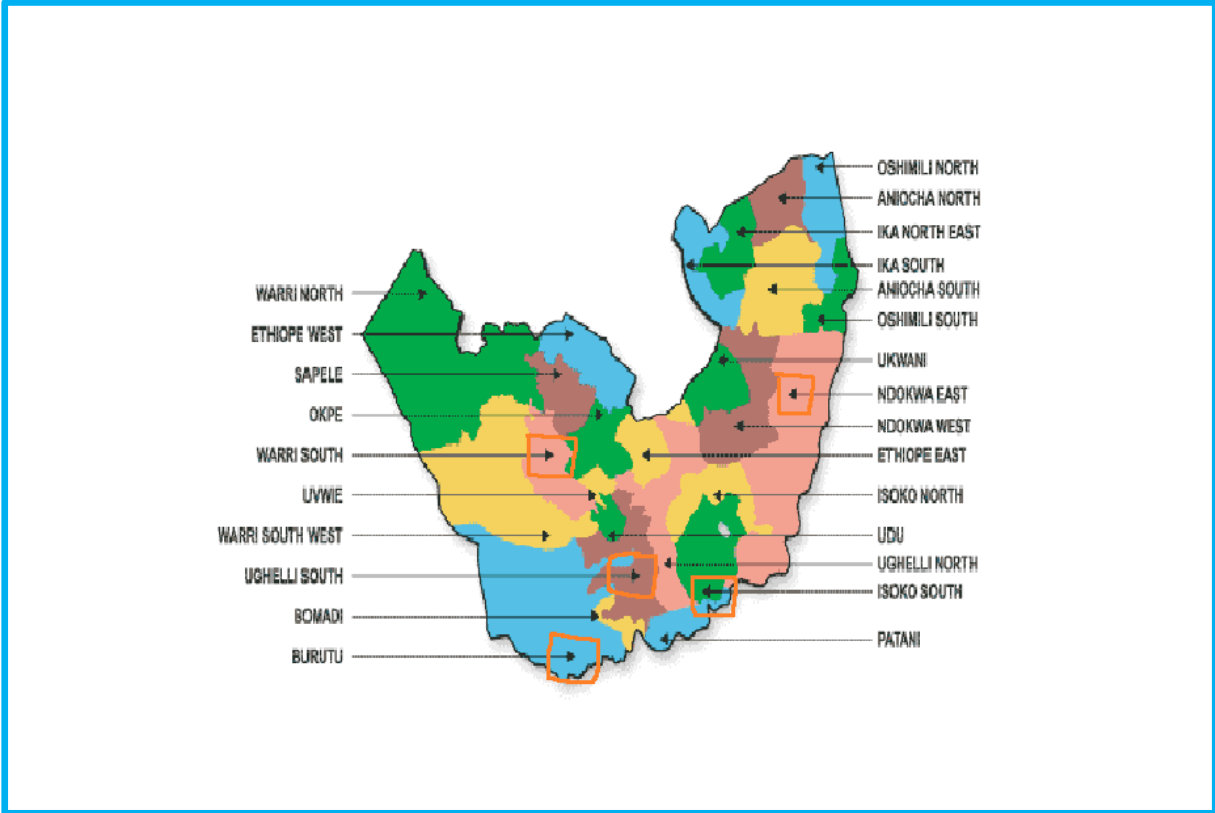 OSHIMILI NORTH
ANIOCHA NORTH
IKA NORTH EAST
IKA SOUTH
ANIOCHA SOUTH
OSHIMILI SOUTH
UKWANI
NDOKWA EAST
NDOKWA WEST
ETHIOPE EAST
ISOKO NORTH
UDU
UGHELLI NORTH
ISOKO SOUTH
PATANI
WARRI NORTH
ETHIOPE WEST
SAPELE
OKPE
WARRI SOUTH
UVWIE
WARRI SOUTH WEST
UGHELLI SOUTH
BOMADI
BURUTU